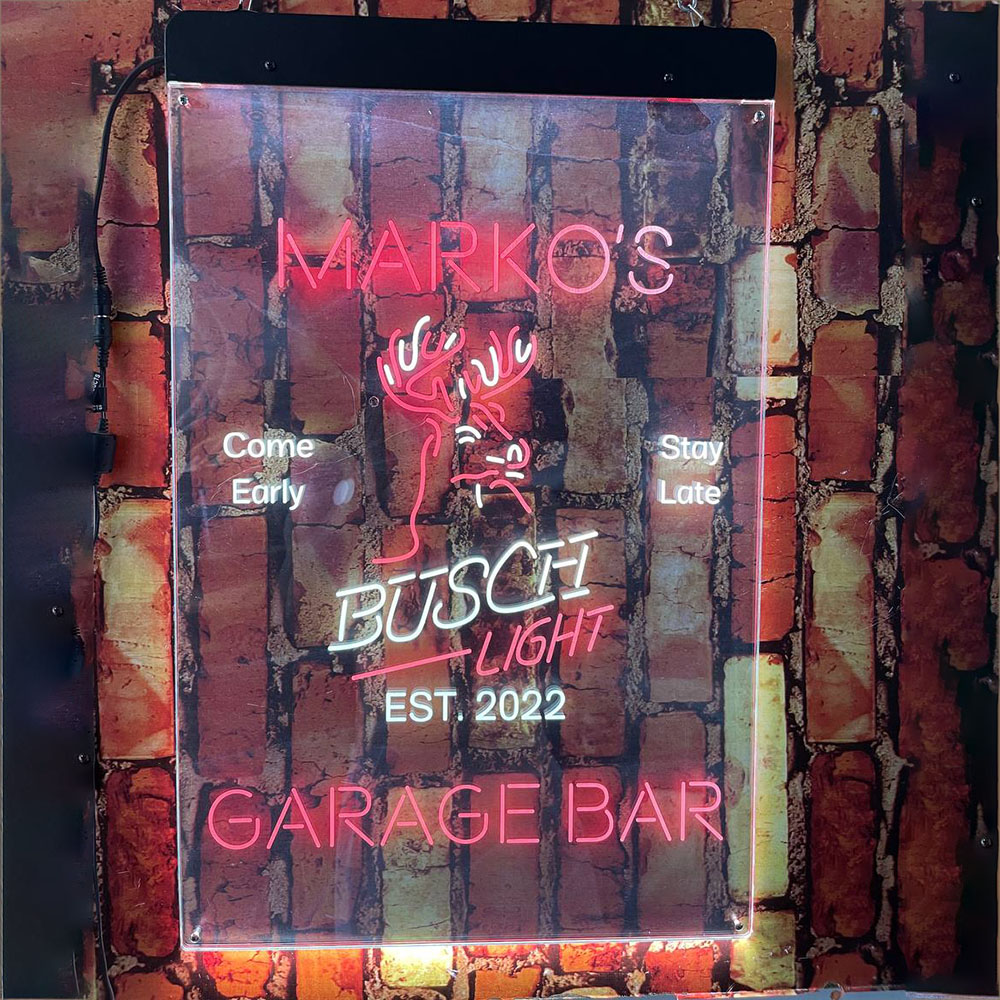 MARKO'S
Come Early
Stay Late
BUSCH
LIGHT
EST. 2022
GARAGE BAR